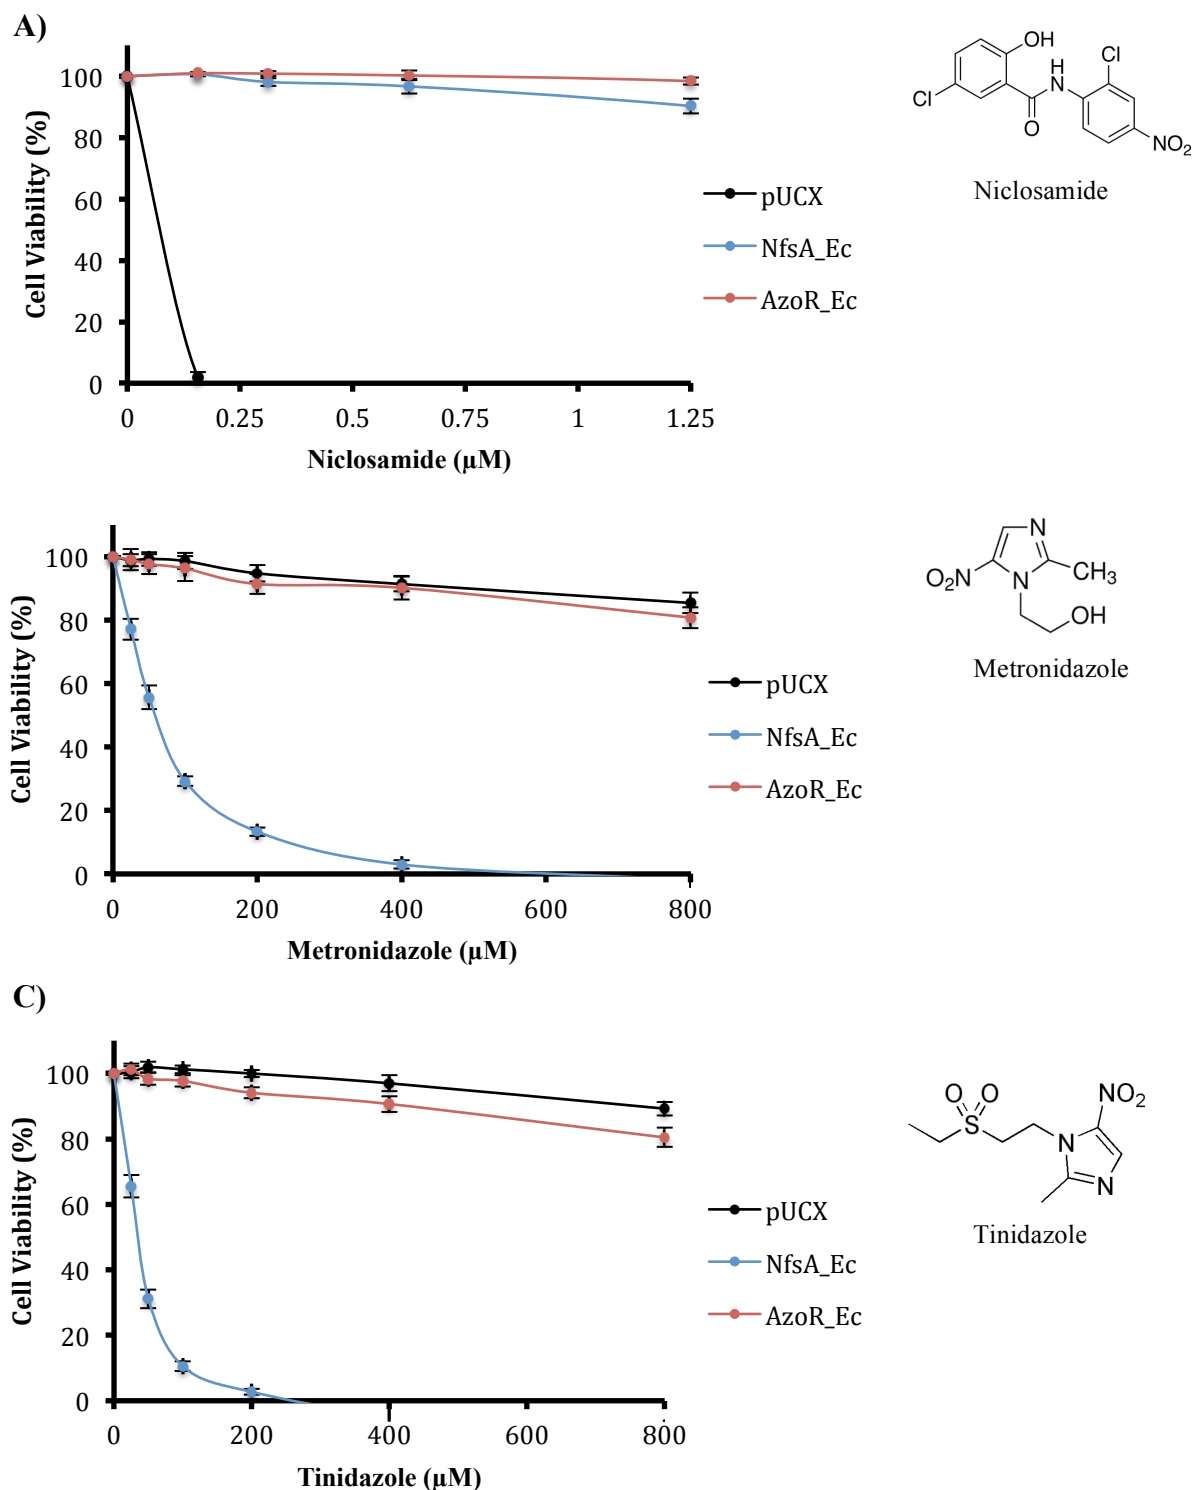 A)
100
80
60
40
20
0
Cell Viability (%)
0 0.25 0.5 0.75 1 1.25
Niclosamide (µM)
pUCX
NfsA_Ec
AzoR_Ec
OH
Cl
H
N
Cl
O
NO2
Niclosamide
100
80
60
40
20
0
Cell Viability (%)
0 200 400 600 800
Metronidazole (µM)
pUCX
NfsA_Ec
AzoR_Ec
N
O2N
N
CH3
OH
Metronidazole
C)
100
80
60
40
20
0
Cell Viability (%)
0 200 400 600 800
Tinidazole (µM)
pUCX
NfsA_Ec
AzoR_Ec
O O
S
NO2
N
N
Tinidazole